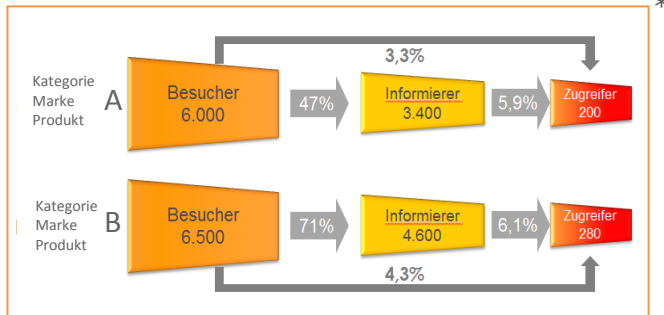 *
3,3%
Kategorie
Marke
Produkt
A
Besucher
6.000
47%
Informierer
3.400
5,9%
Zugreifer
200
Kategorie
Marke
Produkt
B
Besucher
6.500
71%
Informierer
4.600
6,1%
Zugreifer
280
4,3%